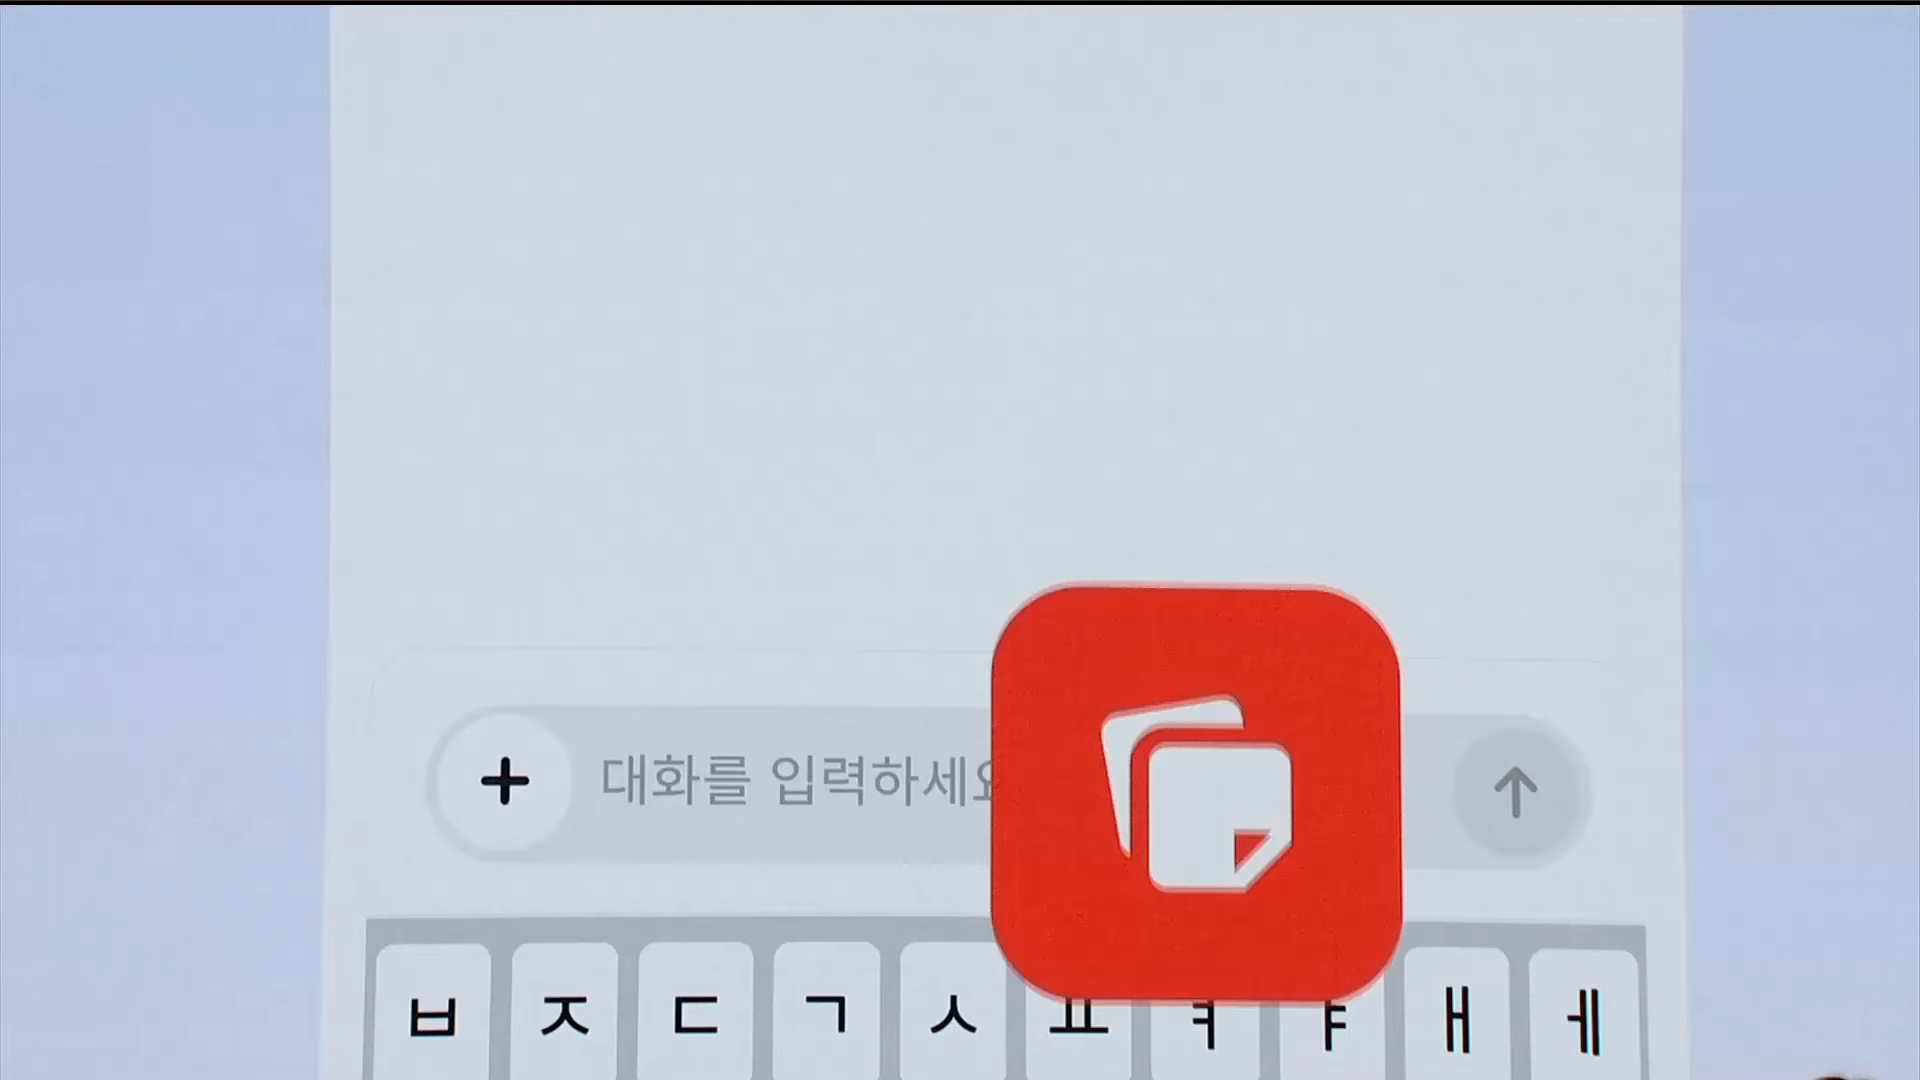 대화를 입력하세요
ㅂ ㅈ ㄷ ㄱ ㅅ ㅛ ㅕ ㅑ ㅐ ㅔ